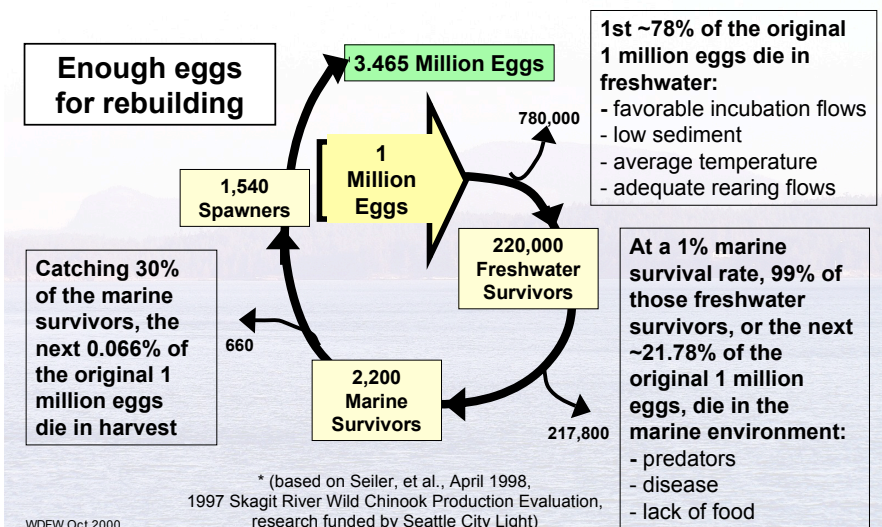 Enough eggs
for rebuilding
3.465 Million Eggs
1st ~78% of the original
1 million eggs die in
freshwater:
- favorable incubation flows
- low sediment
- average temperature
- adequate rearing flows
780,000
1
Million
Eggs
1,540
Spawners
220,000
Freshwater
Survivors
At a 1% marine
survival rate, 99% of
those freshwater
survivors, or the next
~21.78% of the
original 1 million
eggs, die in the
marine environment:
- predators
- disease
- lack of food
Catching 30%
of the marine
survivors, the
next 0.066% of
the original 1
million eggs
die in harvest
660
2,200
Marine
Survivors
217,800
* (based on Seiler, et al., April 1998,
1997 Skagit River Wild Chinook Production Evaluation,
research funded by Seattle City Light)
WDFW Oct 2000